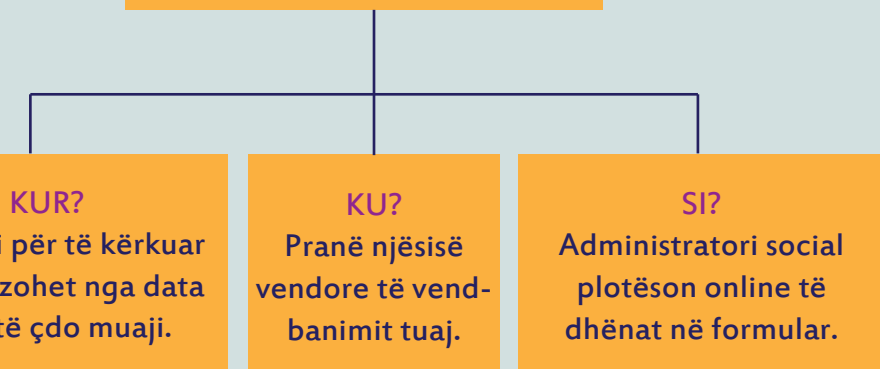 KUR?
për të kërkuar
nga data
të çdo muaji.
KU?
Pranë njësisë
vendore të vend-
banimit tuaj.
SI?
Administratori social
plotëson online të
dhënat në formular.